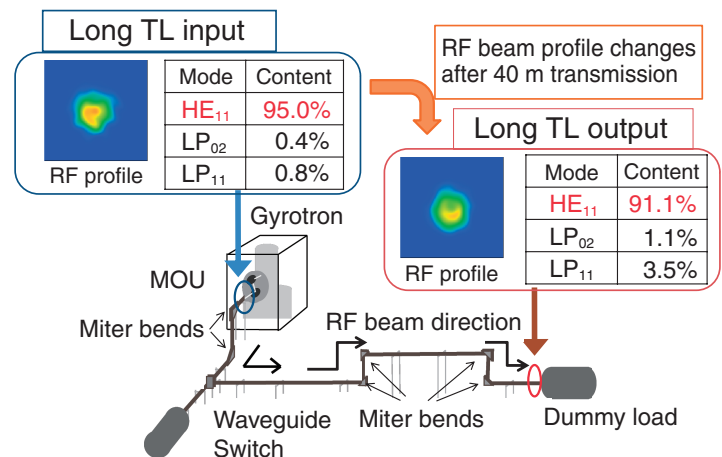 Long TL input
Mode Content
HE₁₁ 95.0%
LP₀₂ 0.4%
LP₁₁ 0.8%
RF profile
RF beam profile changes
after 40 m transmission
Long TL output
Mode Content
HE₁₁ 91.1%
LP₀₂ 1.1%
LP₁₁ 3.5%
RF profile
Gyrotron
MOU
Miter bends
RF beam direction
Waveguide
Switch
Miter bends
Dummy load